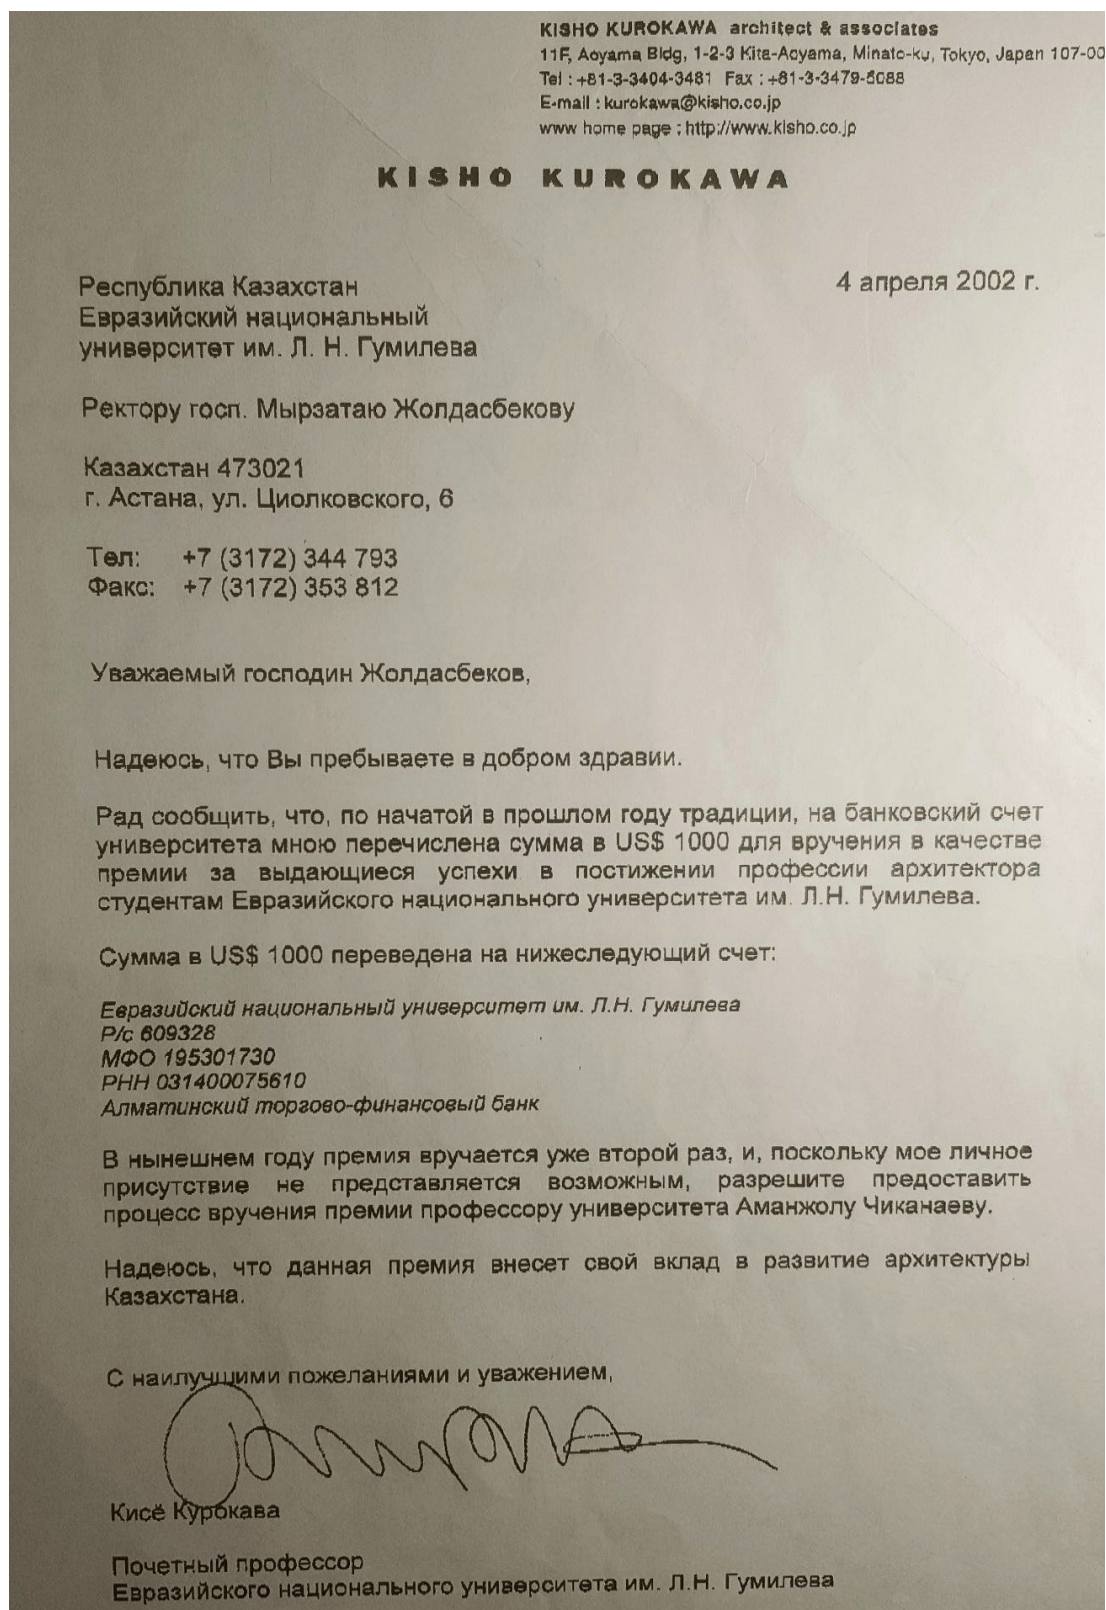 KISHO KUROKAWA architect & associates
11F, Aoyama Bldg, 1-2-3 Kita-Aoyama, Minato-ku, Tokyo, Japan 107-00
Tel : +81-3-3404-3481 Fax : +81-3-3479-5088
E-mail : kurokawa@kisho.co.jp
www home page : http://www.kisho.co.jp
KISHO KUROKAWA
4 апреля 2002 г.
Республика Казахстан
Евразийский национальный
университет им. Л. Н. Гумилева
Ректору госп. Мырзатаю Жолдасбекову
Казахстан 473021
г. Астана, ул. Циолковского, 6
Тел: +7 (3172) 344 793
Факс: +7 (3172) 353 812
Уважаемый господин Жолдасбеков,
Надеюсь, что Вы пребываете в добром здравии.
Рад сообщить, что, по начатой в прошлом году традиции, на банковский счет
университета мною перечислена сумма в US$ 1000 для вручения в качестве
премии за выдающиеся успехи в постижении профессии архитектора
студентам Евразийского национального университета им. Л.Н. Гумилева.
Сумма в US$ 1000 переведена на нижеследующий счет:
Евразийский национальный университет им. Л.Н. Гумилева
Р/с 609328
МФО 195301730
РНН 031400075610
Алматинский торгово-финансовый банк
В нынешнем году премия вручается уже второй раз, и, поскольку мое личное
присутствие не представляется возможным, разрешите предоставить
процесс вручения премии профессору университета Аманжолу Чиканаеву.
Надеюсь, что данная премия внесет свой вклад в развитие архитектуры
Казахстана.
С наилучшими пожеланиями и уважением,
Кисё Курокава
Почетный профессор
Евразийского национального университета им. Л.Н. Гумилева